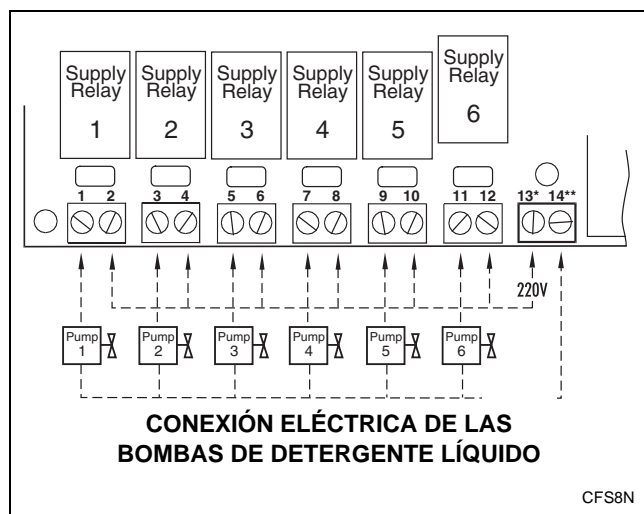 Supply Relay 1
Supply Relay 2
Supply Relay 3
Supply Relay 4
Supply Relay 5
Supply Relay 6
1 2 3 4 5 6 7 8 9 10 11 12 13* 14**
220V
Pump 1
Pump 2
Pump 3
Pump 4
Pump 5
Pump 6
CONEXIÓN ELÉCTRICA DE LAS
BOMBAS DE DETERGENTE LÍQUIDO
CFS8N